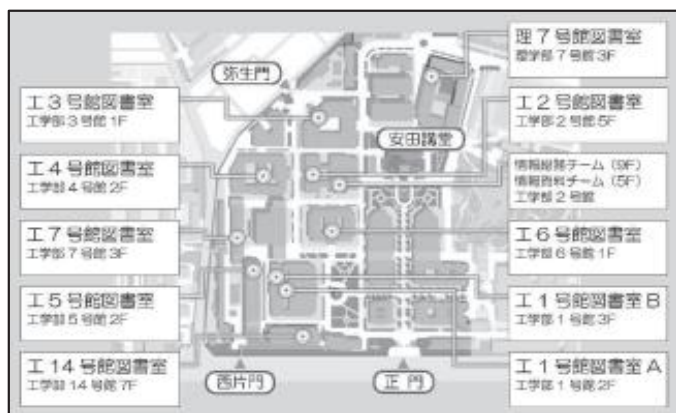 理7号館図書室
理学部7号館3F
弥生門
工3号館図書室
工学部3号館1F
工2号館図書室
工学部2号館5F
安田講堂
工4号館図書室
工学部4号館2F
情報総務チーム(9F)
情報資料チーム(5F)
工学部2号館
工7号館図書室
工学部7号館3F
工6号館図書室
工学部6号館1F
工5号館図書室
工学部5号館2F
工1号館図書室B
工学部1号館3F
工14号館図書室
工学部14号館7F
西片門
正門
工1号館図書室A
工学部1号館2F